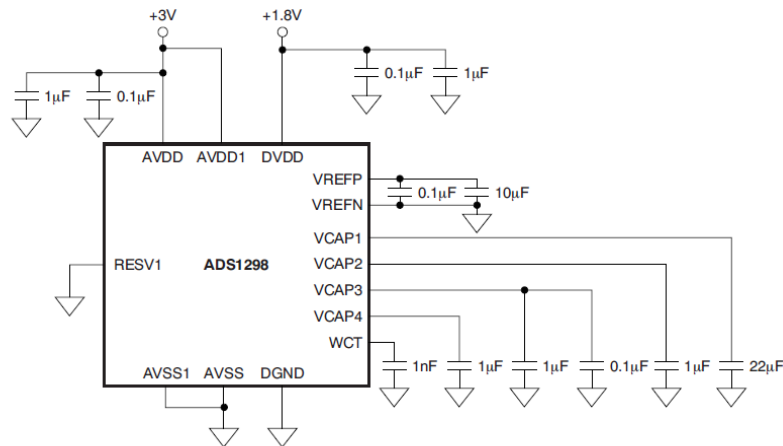 +3V +1.8V
1μF 0.1μF 0.1μF 1μF
AVDD AVDD1 DVDD
VREFP
0.1μF 10μF
VREFN
VCAP1
RESV1 ADS1298 VCAP2
VCAP3
VCAP4
WCT
1nF 1μF 1μF 0.1μF 1μF 22μF
AVSS1 AVSS DGND